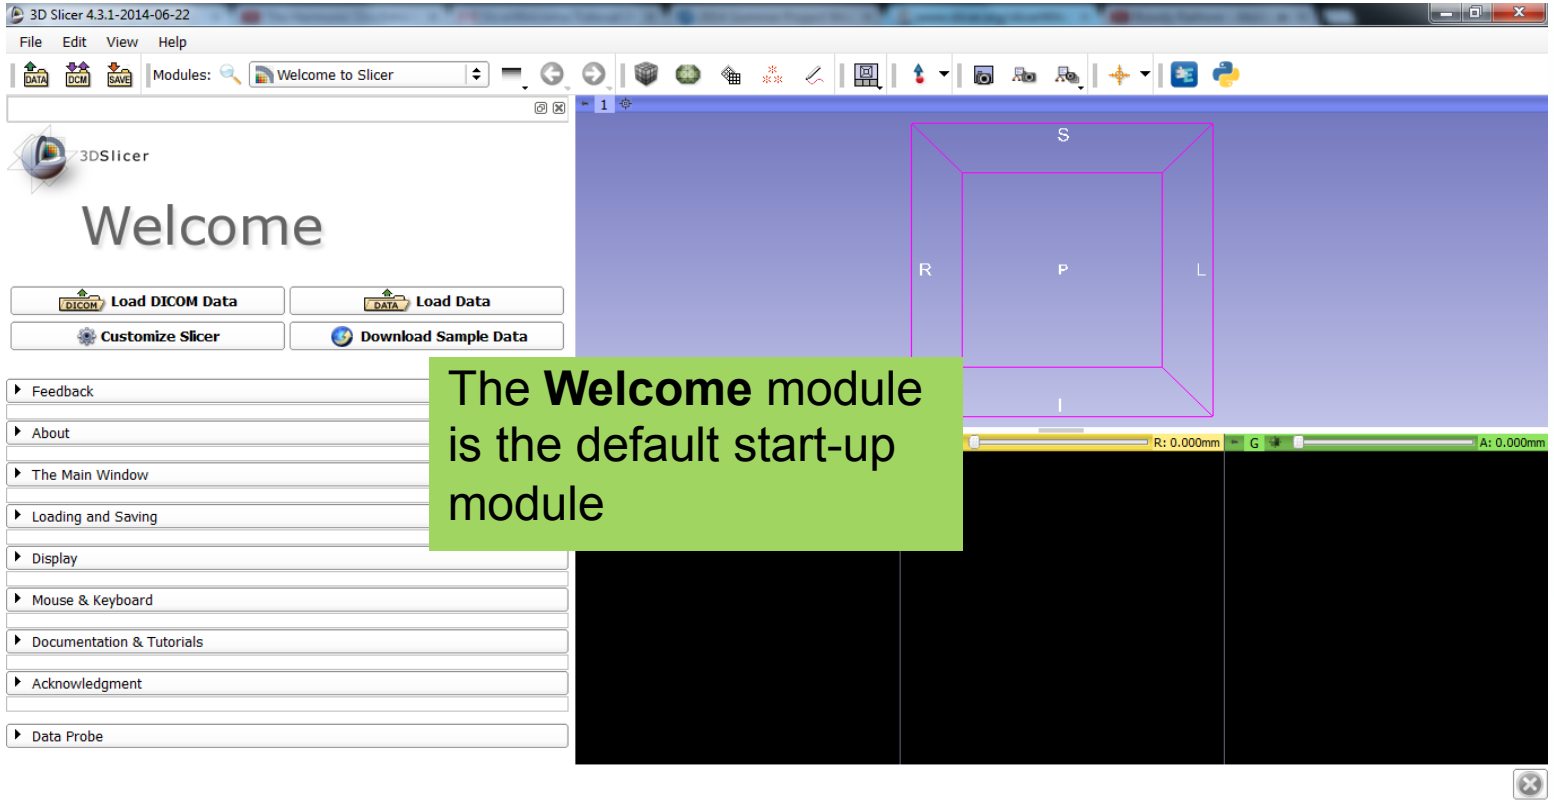 3D Slicer 4.3.1-2014-06-22
File Edit View Help
DATA DCM SAVE Modules: Welcome to Slicer
1
3DSlicer
Welcome
DICOM Load DICOM Data
DATA Load Data
Customize Slicer
Download Sample Data
Feedback
About
The Main Window
Loading and Saving
Display
Mouse & Keyboard
Documentation & Tutorials
Acknowledgment
Data Probe
S
R P L
I
The Welcome module
is the default start-up
module
R: 0.000mm
G A: 0.000mm